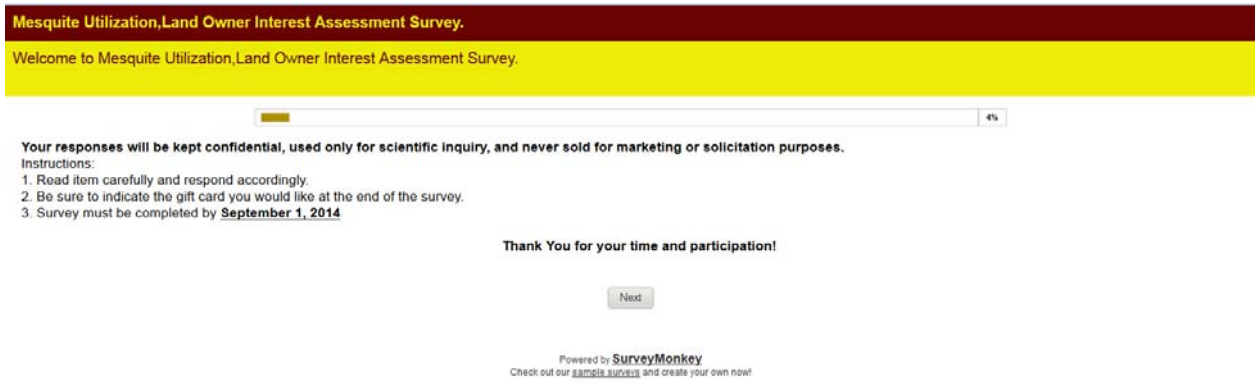 Mesquite Utilization,Land Owner Interest Assessment Survey.
Welcome to Mesquite Utilization,Land Owner Interest Assessment Survey.
4%
Your responses will be kept confidential, used only for scientific inquiry, and never sold for marketing or solicitation purposes.
Instructions:
1. Read item carefully and respond accordingly.
2. Be sure to indicate the gift card you would like at the end of the survey.
3. Survey must be completed by September 1, 2014
Thank You for your time and participation!
Next
Powered by SurveyMonkey
Check out our sample surveys and create your own now!